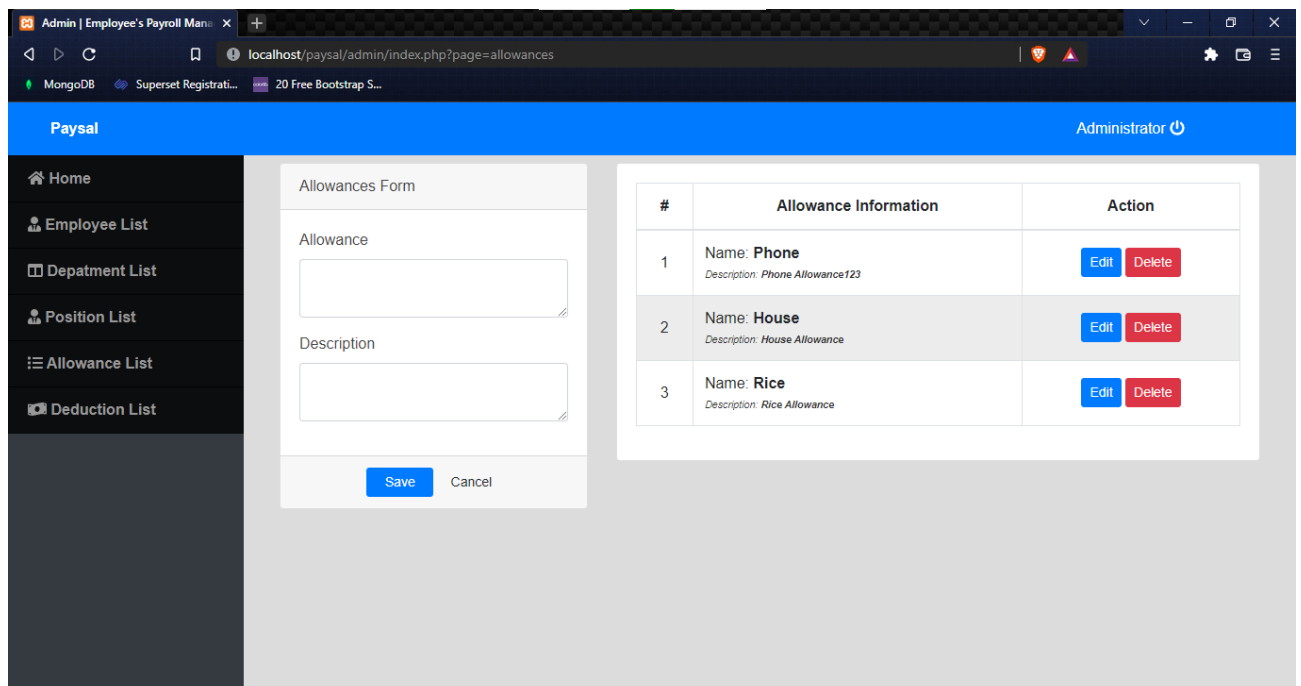 Admin | Employee's Payroll Mana
localhost/paysal/admin/index.php?page=allowances
MongoDB Superset Registrati... 20 Free Bootstrap S...
Paysal Administrator
Home
Employee List
Depatment List
Position List
Allowance List
Deduction List
Allowances Form
Allowance
Description
Save Cancel
# Allowance Information Action
1 Name: Phone Edit Delete
Description: Phone Allowance123
2 Name: House Edit Delete
Description: House Allowance
3 Name: Rice Edit Delete
Description: Rice Allowance